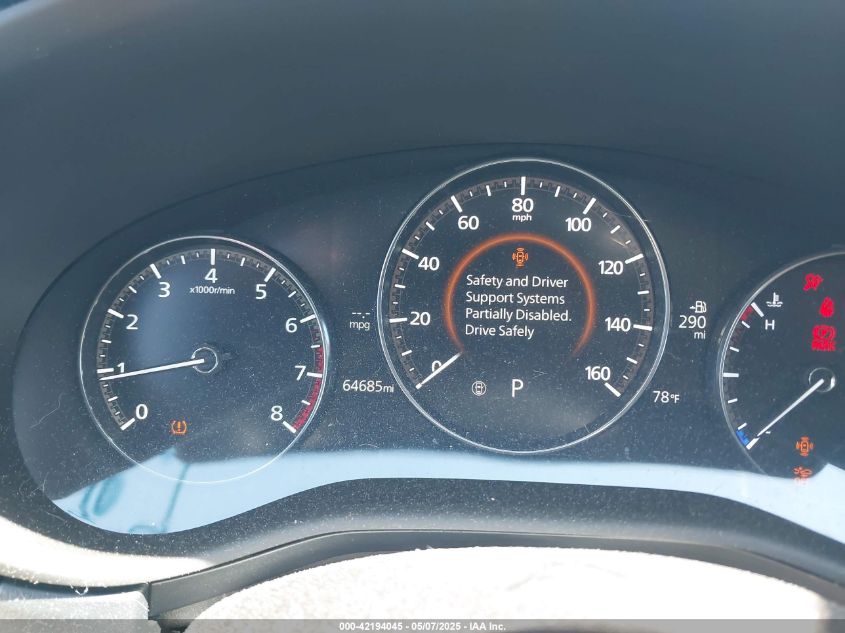 0
1
2
3
4
x1000r/min
5
6
7
8
--.- mpg
64685mi
0
20
40
60
80
mph
100
120
140
160
Safety and Driver
Support Systems
Partially Disabled.
Drive Safely
P
290
mi
78°F
H
PARK
000-42194045 - 05/07/2025 - IAA Inc.